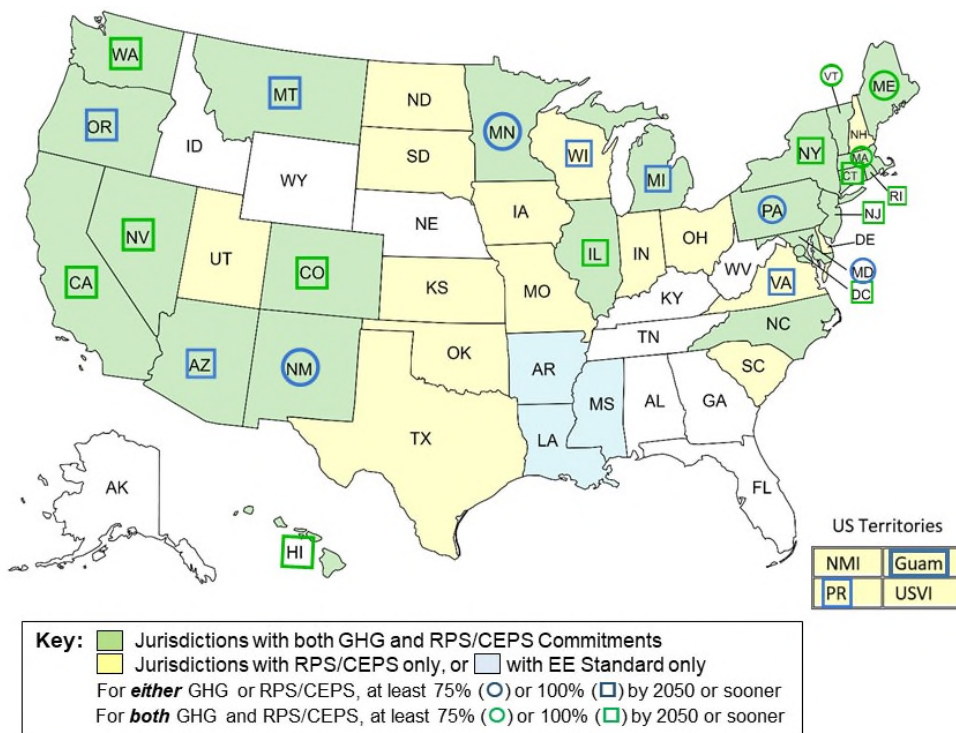 WA
MT
ND
MN
VT
ME
OR
ID
SD
WI
MI
NY
NH
MA
CT
RI
WY
IA
PA
NJ
NE
NV
UT
CO
IL
IN
OH
DE
WV
MD
CA
KS
MO
KY
VA
DC
AZ
NM
OK
AR
TN
NC
SC
TX
LA
MS
AL
GA
AK
FL
HI
US Territories
NMI Guam
PR USVI
Key: Jurisdictions with both GHG and RPS/CEPS Commitments
Jurisdictions with RPS/CEPS only, or with EE Standard only
For either GHG or RPS/CEPS, at least 75% ( ) or 100% ( ) by 2050 or sooner
For both GHG and RPS/CEPS, at least 75% ( ) or 100% ( ) by 2050 or sooner